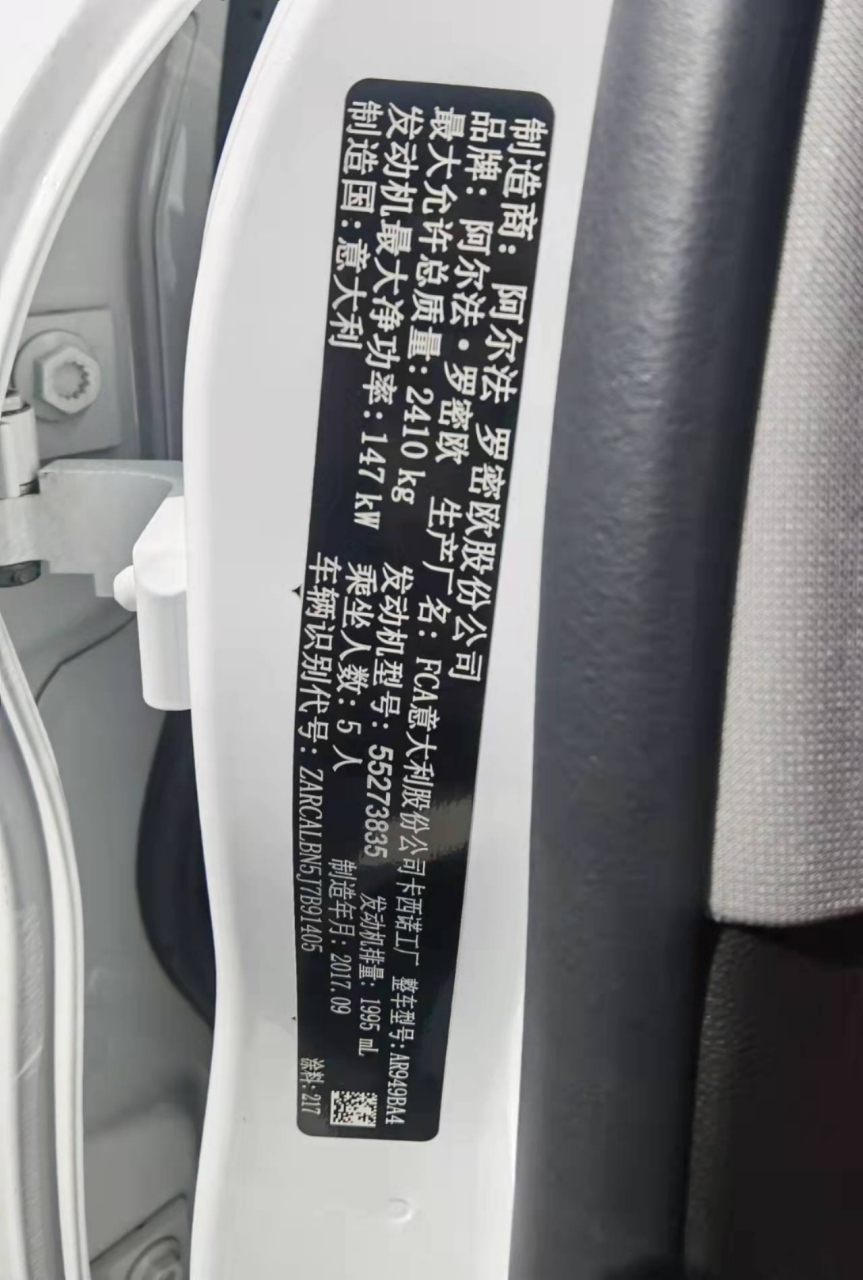 制造商：阿尔法 罗密欧股份公司
品牌：阿尔法·罗密欧 生产厂名：FCA意大利股份公司卡西诺工厂 整车型号：AR949BA4
最大允许总质量：2410 kg 发动机型号：55273835 发动机排量：1995 mL
发动机最大净功率：147 kW 乘坐人数：5 人 制造年月：2017.09
制造国：意大利 车辆识别代号：ZARCALBN5J7B91405 涂料：217